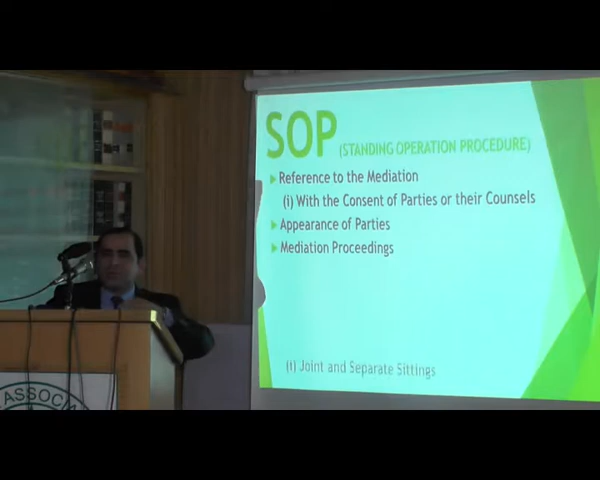 SOP (STANDING OPERATION PROCEDURE)
Reference to the Mediation
(i) With the Consent of Parties or their Counsels
Appearance of Parties
Mediation Proceedings
(i) Joint and Separate Sittings
ASSOCI